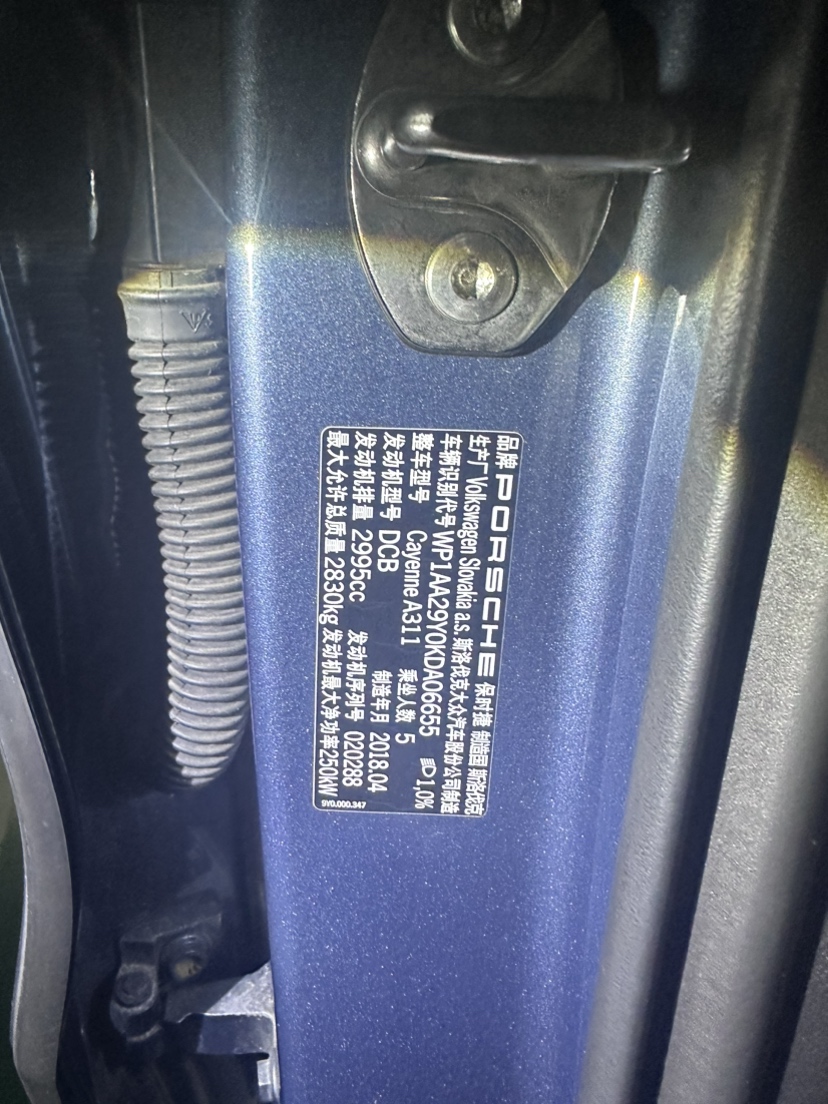 品牌 PORSCHE 保时捷 制造国 斯洛伐克
生产厂 Volkswagen Slovakia a.s. 斯洛伐克大众汽车股份公司制造
车辆识别代号 WP1AA29Y0KDA06655
整车型号 Cayenne A311 乘坐人数 5 1,0%
发动机型号 DCB 制造年月 2018.04
发动机排量 2995cc 发动机序列号 020288
最大允许总质量 2830kg 发动机最大净功率250kW
9Y0.000.347